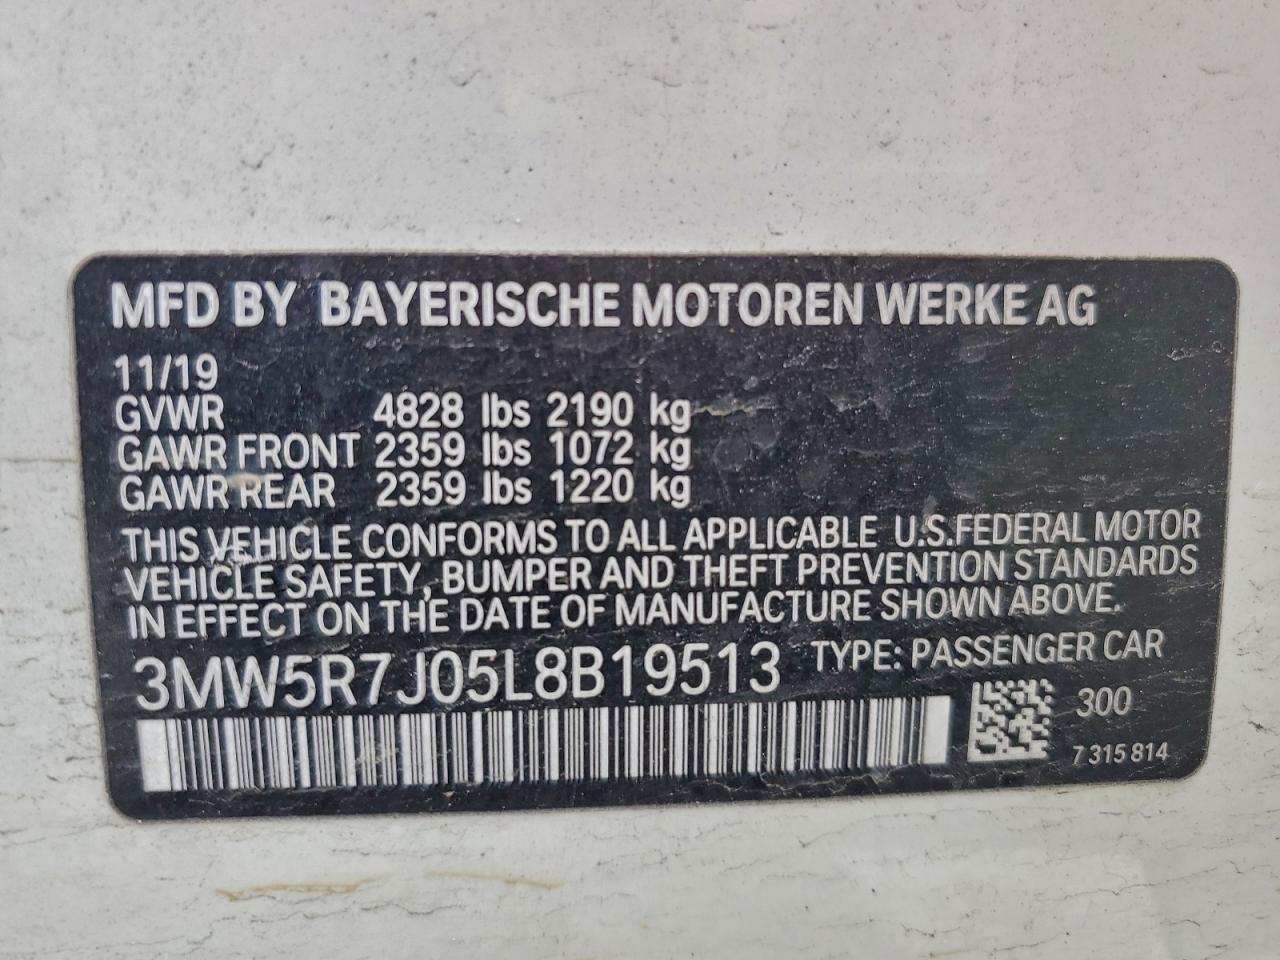 MFD BY BAYERISCHE MOTOREN WERKE AG
11/19
GVWR 4828 lbs 2190 kg
GAWR FRONT 2359 lbs 1072 kg
GAWR REAR 2359 lbs 1220 kg
THIS VEHICLE CONFORMS TO ALL APPLICABLE U.S.FEDERAL MOTOR
VEHICLE SAFETY, BUMPER AND THEFT PREVENTION STANDARDS
IN EFFECT ON THE DATE OF MANUFACTURE SHOWN ABOVE.
3MW5R7J05L8B19513 TYPE: PASSENGER CAR
300
7 315 814